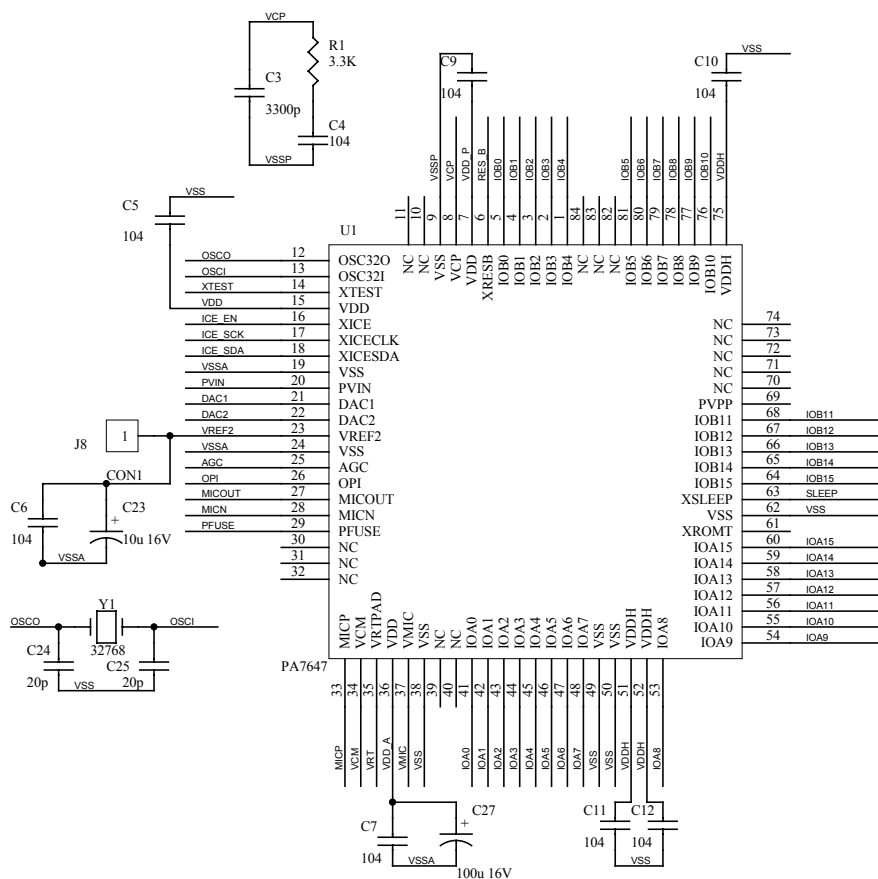 VCP
R1
3.3K
C3
3300p
C4
104
VSSP
C9
104
C10
104
VSS
VSSP
VCP
VDD_P
RES_B
IOB0
IOB1
IOB2
IOB3
IOB4
IOB5
IOB6
IOB7
IOB8
IOB9
IOB10
VDDH
11
10
9
8
7
6
5
4
3
2
1
84
83
82
81
80
79
78
77
76
75
NC
NC
VSS
VCP
VDD
XRESB
IOB0
IOB1
IOB2
IOB3
IOB4
NC
NC
NC
IOB5
IOB6
IOB7
IOB8
IOB9
IOB10
VDDH
C5
104
VSS
U1
OSCO 12 OSC32O
OSCI 13 OSC32I
XTEST 14 XTEST
VDD 15 VDD
ICE_EN 16 XICE
ICE_SCK 17 XICECLK
ICE_SDA 18 XICESDA
VSSA 19 VSS
PVIN 20 PVIN
DAC1 21 DAC1
DAC2 22 DAC2
VREF2 23 VREF2
VSSA 24 VSS
AGC 25 AGC
OPI 26 OPI
MICOUT 27 MICOUT
MICN 28 MICN
PFUSE 29 PFUSE
30 NC
31 NC
32 NC
NC 74
NC 73
NC 72
NC 71
NC 70
PVPP 69
IOB11 68 IOB11
IOB12 67 IOB12
IOB13 66 IOB13
IOB14 65 IOB14
IOB15 64 IOB15
XSLEEP 63 SLEEP
VSS 62 VSS
XROMT 61
IOA15 60 IOA15
IOA14 59 IOA14
IOA13 58 IOA13
IOA12 57 IOA12
IOA11 56 IOA11
IOA10 55 IOA10
IOA9 54 IOA9
J8
1
CON1
C6
104
C23
+
10u 16V
VSSA
OSCO
Y1
32768
OSCI
C24
20p
C25
20p
VSS
MICP
VCM
VRTPAD
VDD
VMIC
VSS
NC
NC
IOA0
IOA1
IOA2
IOA3
IOA4
IOA5
IOA6
IOA7
VSS
VSS
VDDH
VDDH
IOA8
PA7647
33
34
35
36
37
38
39
40
41
42
43
44
45
46
47
48
49
50
51
52
53
MICP
VCM
VRT
VDD_A
VMIC
VSS
IOA0
IOA1
IOA2
IOA3
IOA4
IOA5
IOA6
IOA7
VSS
VSS
VDDH
VDDH
IOA8
C7
104
VSSA
C27
+
100u 16V
C11
104
C12
104
VSS